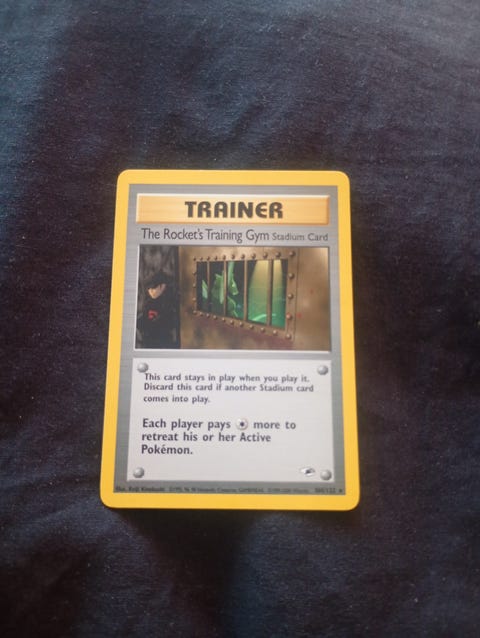 TRAINER
The Rocket's Training Gym Stadium Card
This card stays in play when you play it.
Discard this card if another Stadium card
comes into play.
Each player pays more to
retreat his or her Active
Pokémon.
Illus.